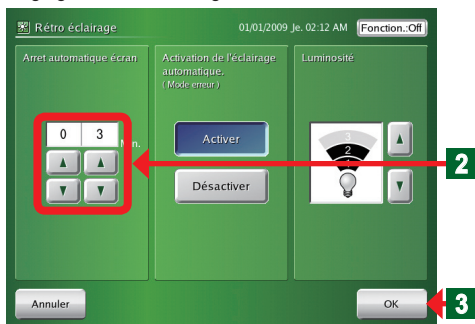 Rétro éclairage 01/01/2009 Je. 02:12 AM Fonction.:Off
Arret automatique écran
0 3
Min.
Activation de l'éclairage
automatique.
( Mode erreur )
Activer
Désactiver
Luminosité
3
2
2
Annuler
OK
3